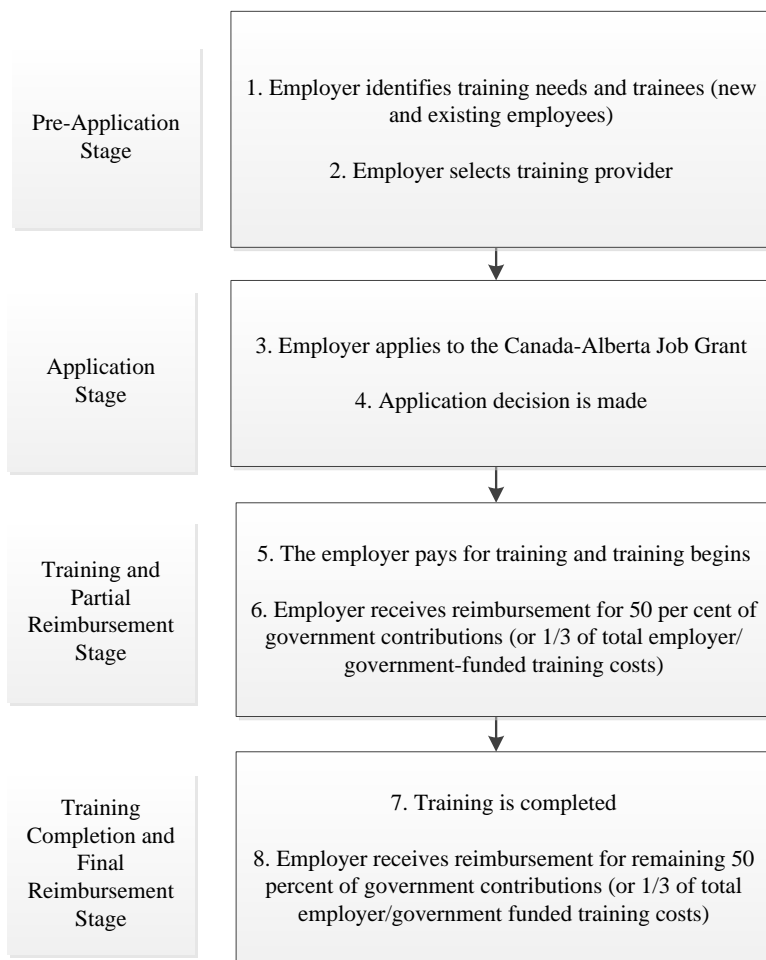 Pre-Application
Stage
1. Employer identifies training needs and trainees (new
and existing employees)
2. Employer selects training provider
Application
Stage
3. Employer applies to the Canada-Alberta Job Grant
4. Application decision is made
Training and
Partial
Reimbursement
Stage
5. The employer pays for training and training begins
6. Employer receives reimbursement for 50 per cent of
government contributions (or 1/3 of total employer/
government-funded training costs)
Training
Completion and
Final
Reimbursement
Stage
7. Training is completed
8. Employer receives reimbursement for remaining 50
percent of government contributions (or 1/3 of total
employer/government funded training costs)